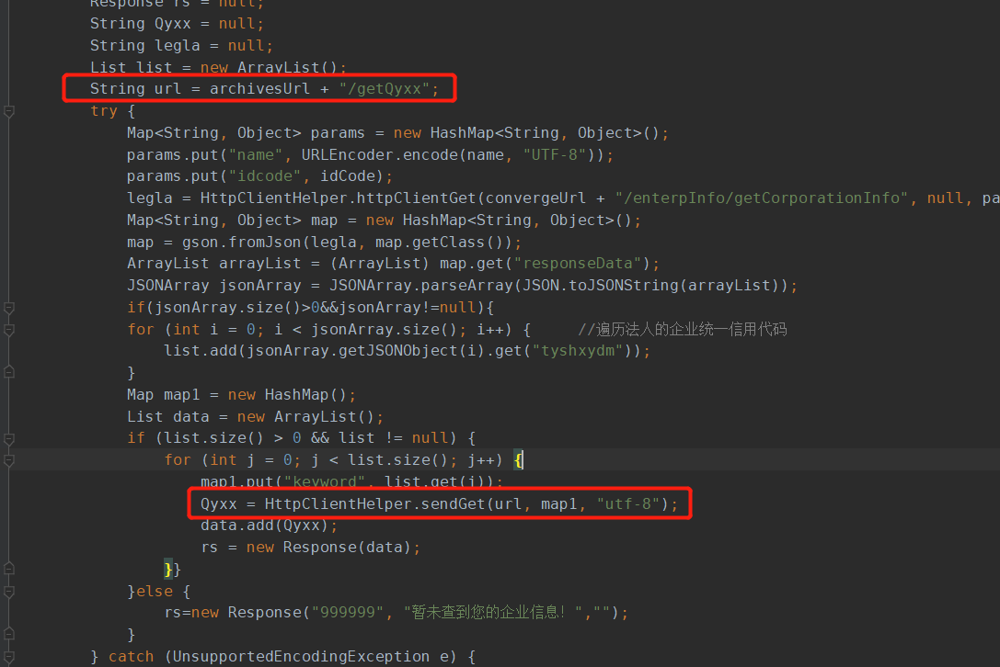 Response rs = null;
String Qyxx = null;
String legla = null;
List list = new ArrayList();
String url = archivesUrl + "/getQyxx";
try {
Map<String, Object> params = new HashMap<String, Object>();
params.put("name", URLEncoder.encode(name, "UTF-8"));
params.put("idcode", idCode);
legla = HttpClientHelper.httpClientGet(convergeUrl + "/enterpInfo/getCorporationInfo", null, pa
Map<String, Object> map = new HashMap<String, Object>();
map = gson.fromJson(legla, map.getClass());
ArrayList arrayList = (ArrayList) map.get("responseData");
JSONArray jsonArray = JSONArray.parseArray(JSON.toJSONString(arrayList));
if(jsonArray.size()>0&&jsonArray!=null){
for (int i = 0; i < jsonArray.size(); i++) { //遍历法人的企业统一信用代码
list.add(jsonArray.getJSONObject(i).get("tyshxydm"));
}
Map map1 = new HashMap();
List data = new ArrayList();
if (list.size() > 0 && list != null) {
for (int j = 0; j < list.size(); j++) {
map1.put("keyword", list.get(j));
Qyxx = HttpClientHelper.sendGet(url, map1, "utf-8");
data.add(Qyxx);
rs = new Response(data);
}}
}else {
rs=new Response("999999", "暂未查到您的企业信息！","");
}
} catch (UnsupportedEncodingException e) {